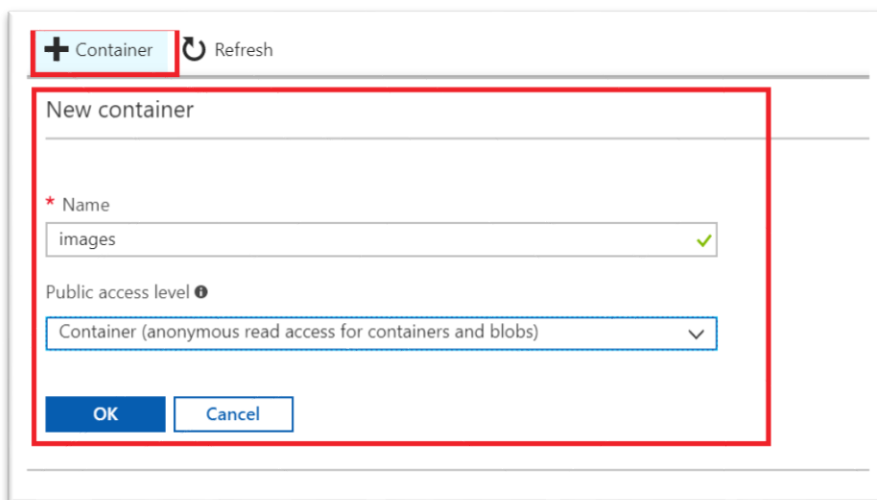 Container Refresh
New container
* Name
images
Public access level
Container (anonymous read access for containers and blobs)
OK Cancel